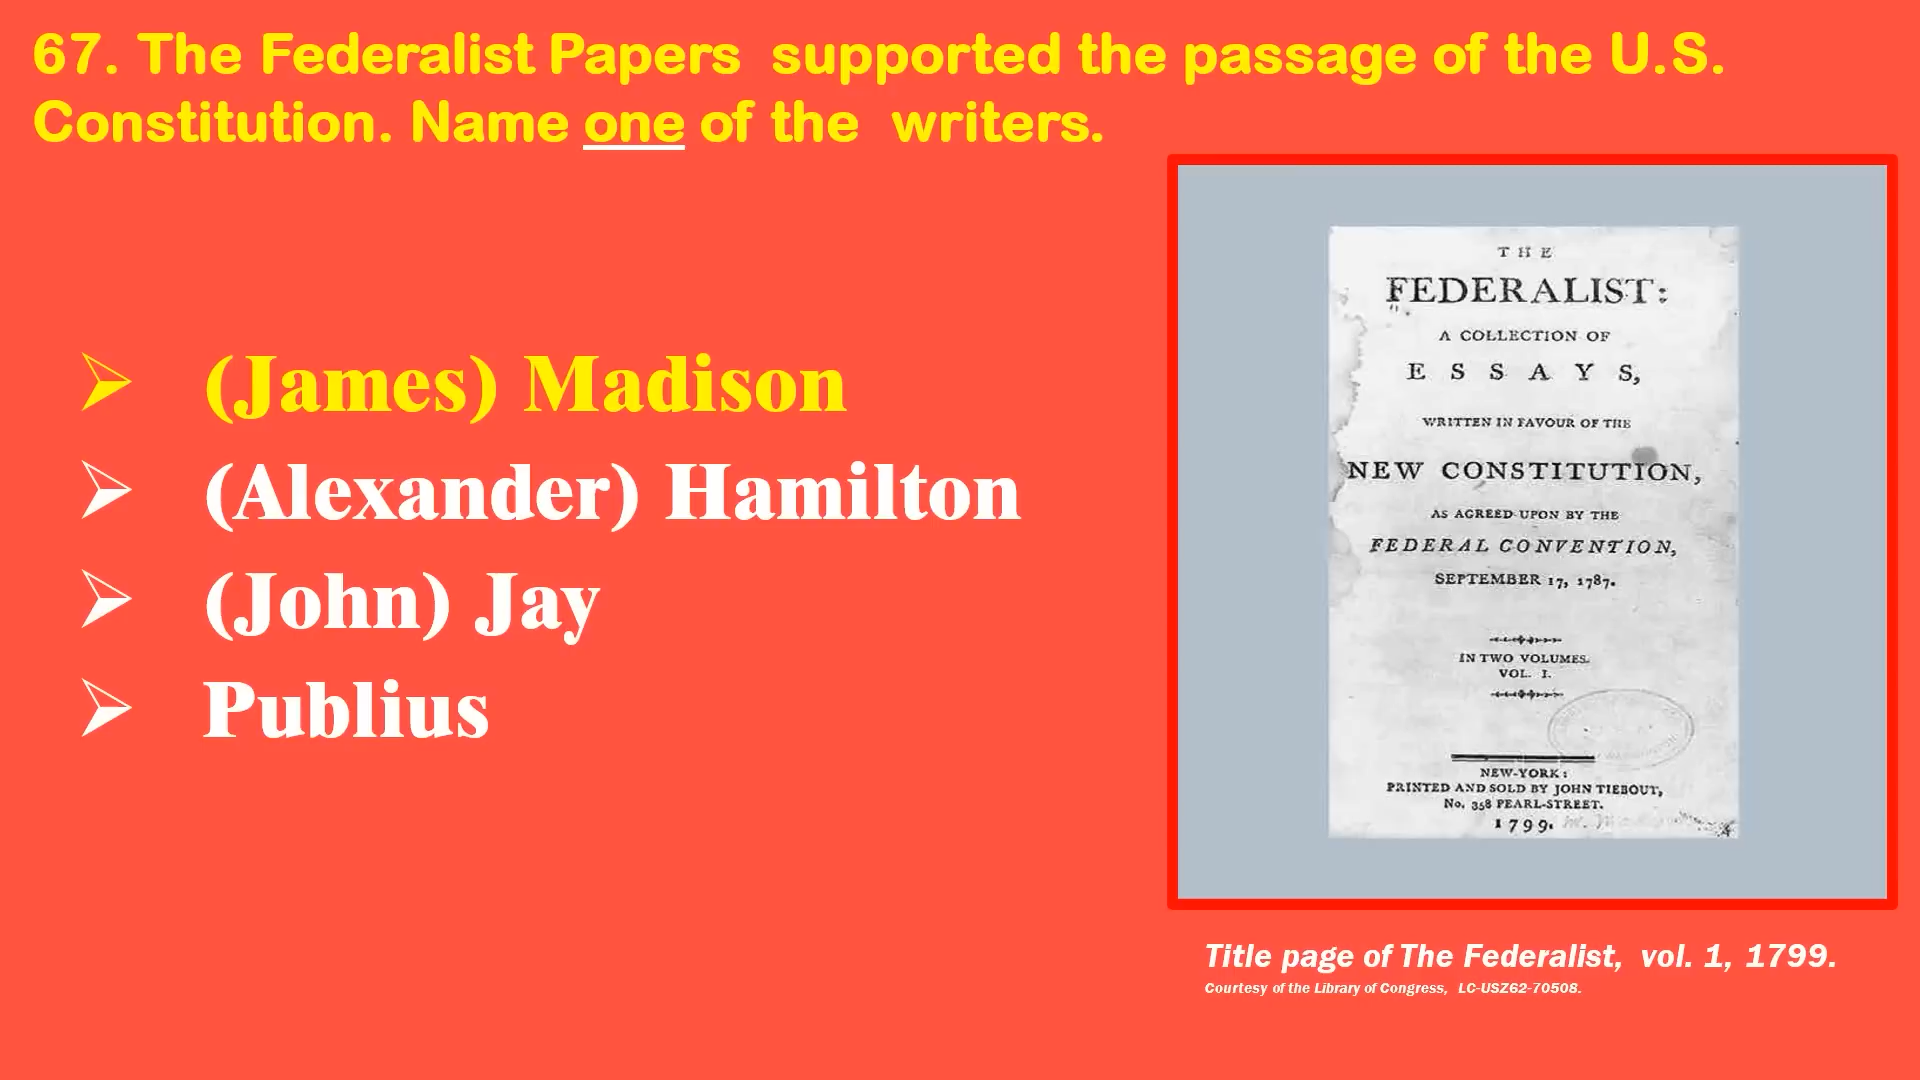 67. The Federalist Papers supported the passage of the U.S.
Constitution. Name one of the writers.
(James) Madison
(Alexander) Hamilton
(John) Jay
Publius
THE
FEDERALIST:
A COLLECTION OF
ESSAYS,
WRITTEN IN FAVOUR OF THE
NEW CONSTITUTION,
AS AGREED UPON BY THE
FEDERAL CONVENTION,
SEPTEMBER 17, 1787.
IN TWO VOLUMES.
VOL. I.
NEW-YORK:
PRINTED AND SOLD BY JOHN TIEBOUT,
No. 358 PEARL-STREET.
1799.
Title page of The Federalist, vol. 1, 1799.
Courtesy of the Library of Congress, LC-USZ62-70508.